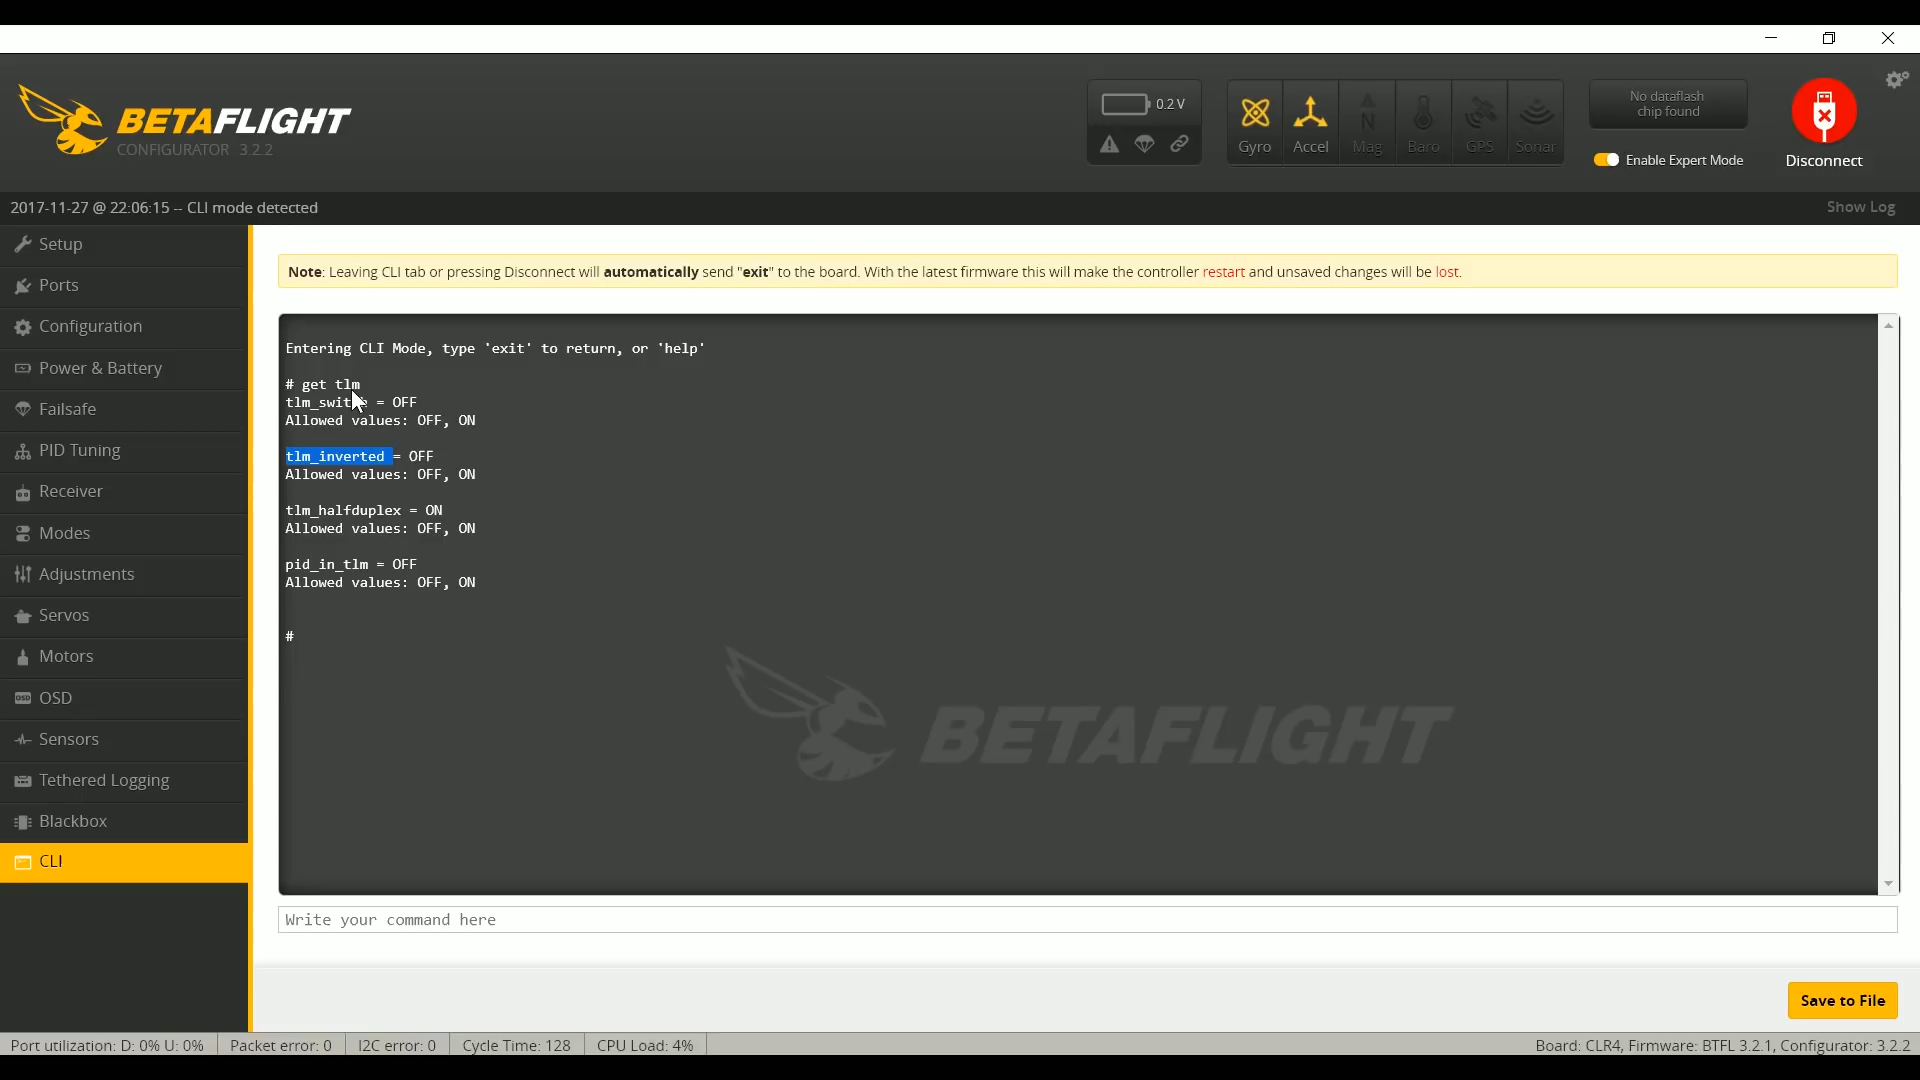 BETAFLIGHT
CONFIGURATOR 3.2.2
0.2 V
Gyro
Accel
Mag
Baro
GPS
Sonar
No dataflash
chip found
Enable Expert Mode
Disconnect
2017-11-27 @ 22:06:15 -- CLI mode detected
Show Log
Setup
Ports
Configuration
Power & Battery
Failsafe
PID Tuning
Receiver
Modes
Adjustments
Servos
Motors
OSD
Sensors
Tethered Logging
Blackbox
CLI
Note: Leaving CLI tab or pressing Disconnect will automatically send "exit" to the board. With the latest firmware this will make the controller restart and unsaved changes will be lost.
Entering CLI Mode, type 'exit' to return, or 'help'
# get tlm
tlm_switch = OFF
Allowed values: OFF, ON
tlm_inverted = OFF
Allowed values: OFF, ON
tlm_halfduplex = ON
Allowed values: OFF, ON
pid_in_tlm = OFF
Allowed values: OFF, ON
#
BETAFLIGHT
Write your command here
Save to File
Port utilization: D: 0% U: 0%
Packet error: 0
I2C error: 0
Cycle Time: 128
CPU Load: 4%
Board: CLR4, Firmware: BTFL 3.2.1, Configurator: 3.2.2